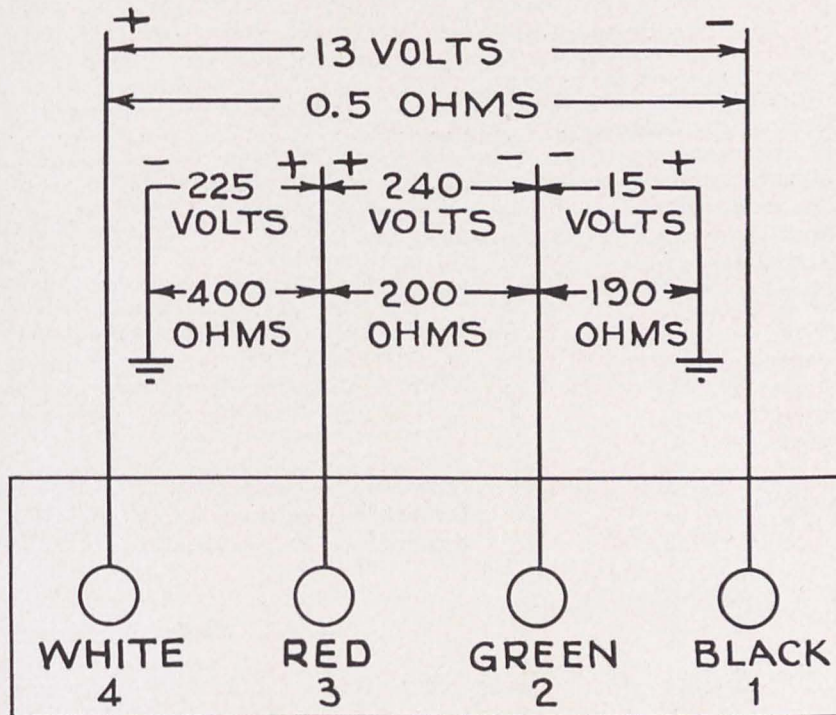 + -
13 VOLTS
0.5 OHMS
- + + - - +
225 240 15
VOLTS VOLTS VOLTS
400 200 190
OHMS OHMS OHMS
WHITE RED GREEN BLACK
4 3 2 1